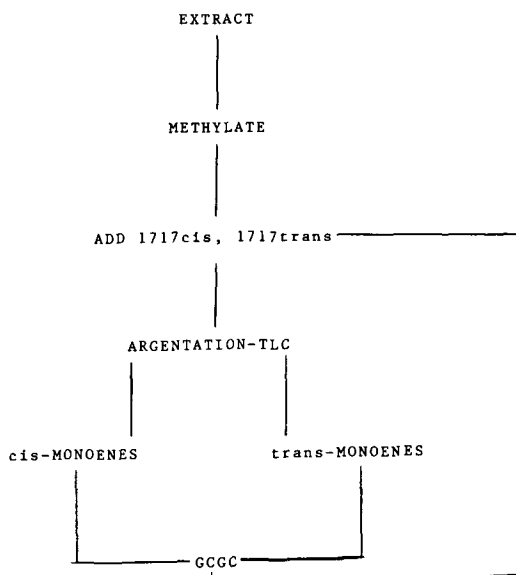 EXTRACT
METHYLATE
ADD 1717cis, 1717trans
ARGENTATION-TLC
cis-MONOENES trans-MONOENES
GCGC